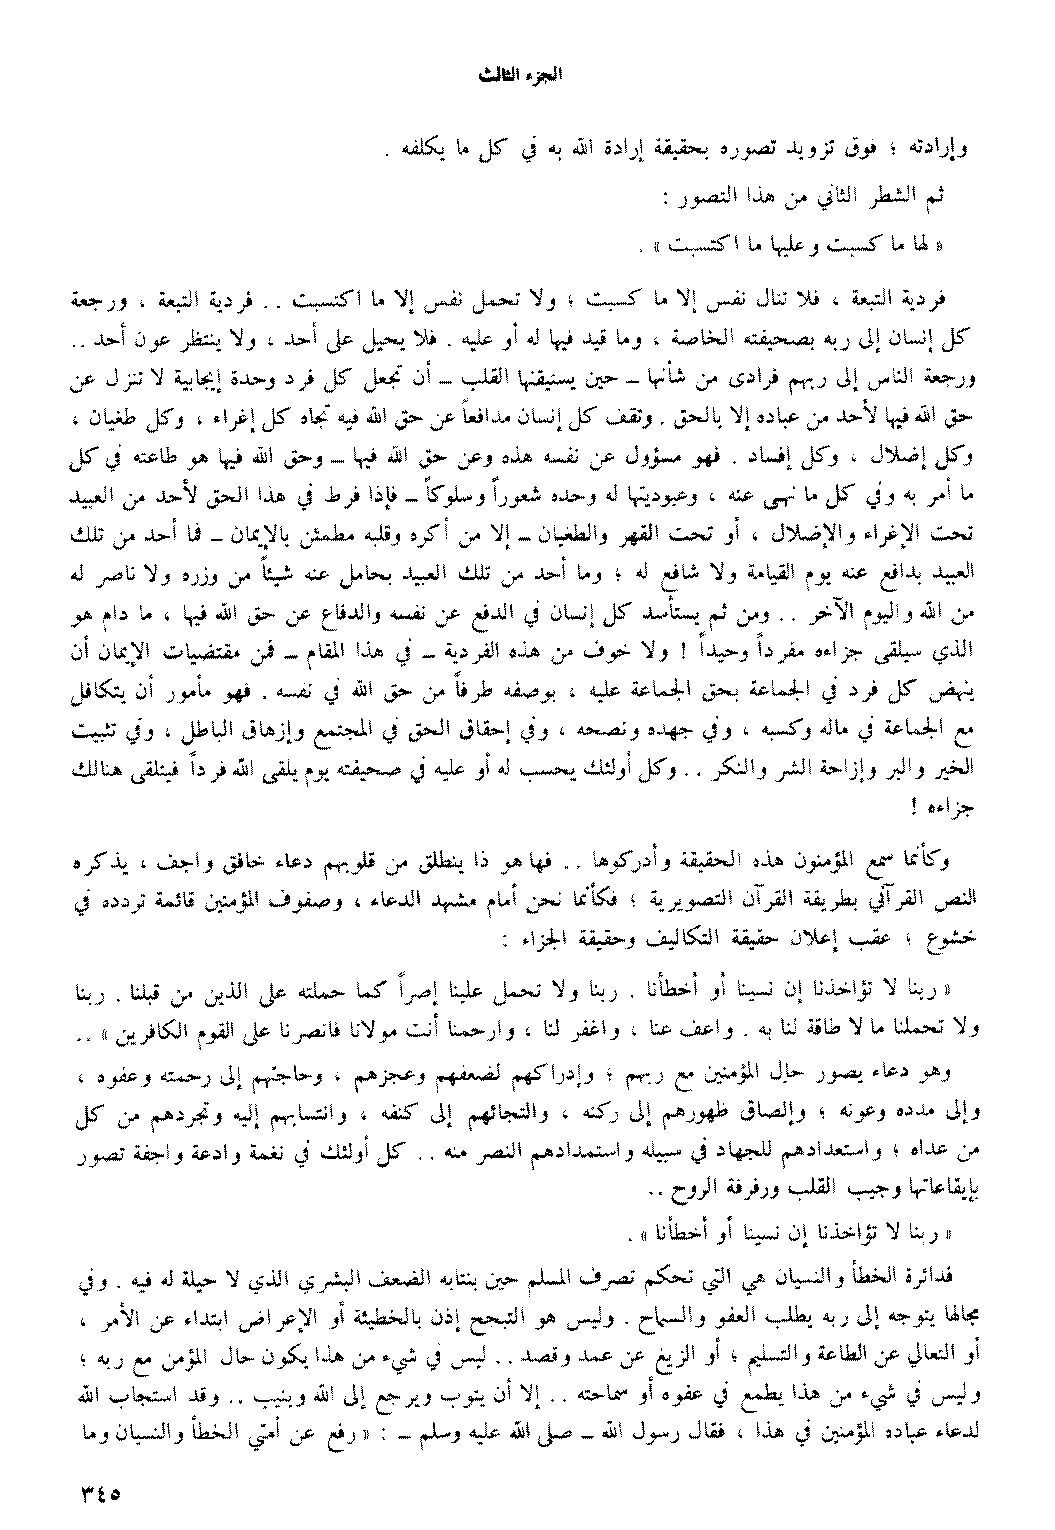 الجزء الثالث
وإرادته ؛ فوق تزويد تصوره بحقيقة إرادة الله به في كل ما يكلفه .
ثم الشطر الثاني من هذا التصور :
« لها ما كسبت وعليها ما اكتسبت » .
فردية التبعة ، فلا تنال نفس إلا ما كسبت ؛ ولا تحمل نفس إلا ما اكتسبت .. فردية التبعة ، ورجعة
كل إنسان إلى ربه بصحيفته الخاصة ، وما قيد فيها له أو عليه . فلا يحيل على أحد ، ولا ينتظر عون أحد ..
ورجعة الناس إلى ربهم فرادى من شأنها – حين يستيقنها القلب – أن تجعل كل فرد وحدة إيجابية لا تنزل عن
حق الله فيها لأحد من عباده إلا بالحق . وتقف كل إنسان مدافعاً عن حق الله فيه تجاه كل إغراء ، وكل طغيان ،
وكل إضلال ، وكل إفساد . فهو مسؤول عن نفسه هذه وعن حق الله فيها – وحق الله فيها هو طاعته في كل
ما أمر به وفي كل ما نهى عنه ، وعبوديتها له وحده شعوراً وسلوكاً – فإذا فرط في هذا الحق لأحد من العبيد
تحت الإغراء والإضلال ، أو تحت القهر والطغيان – إلا من أكره وقلبه مطمئن بالإيمان – فما أحد من تلك
العبيد بدافع عنه يوم القيامة ولا شافع له ؛ وما أحد من تلك العبيد بحامل عنه شيئاً من وزره ولا ناصر له
من الله واليوم الآخر .. ومن ثم يستأسد كل إنسان في الدفع عن نفسه والدفاع عن حق الله فيها ، ما دام هو
الذي سيلقى جزاءه مفرداً وحيداً ! ولا خوف من هذه الفردية – في هذا المقام – فمن مقتضيات الإيمان أن
ينهض كل فرد في الجماعة بحق الجماعة عليه ، بوصفه طرفاً من حق الله في نفسه . فهو مأمور أن يتكافل
مع الجماعة في ماله وكسبه ، وفي جهده ونصحه ، وفي إحقاق الحق في المجتمع وإزهاق الباطل ، وفي تثبيت
الخير والبر وإزاحة الشر والنكر .. وكل أولئك يحسب له أو عليه في صحيفته يوم يلقى الله فرداً فيتلقى هنالك
جزاءه !
وكأنما سمع المؤمنون هذه الحقيقة وأدركوها .. فها هو ذا ينطلق من قلوبهم دعاء خافق واجف ، يذكره
النص القرآني بطريقة القرآن التصويرية ؛ فكأنما نحن أمام مشهد الدعاء ، وصفوف المؤمنين قائمة تردده في
خشوع ؛ عقب إعلان حقيقة التكاليف وحقيقة الجزاء :
« ربنا لا تؤاخذنا إن نسينا أو أخطأنا . ربنا ولا تحمل علينا إصراً كما حملته على الذين من قبلنا . ربنا
ولا تحملنا ما لا طاقة لنا به . واعف عنا ، واغفر لنا ، وارحمنا أنت مولانا فانصرنا على القوم الكافرين » ..
وهو دعاء يصور حال المؤمنين مع ربهم ؛ وإدراكهم لضعفهم وعجزهم ، وحاجتهم إلى رحمته وعفوه ،
وإلى مدده وعونه ؛ وإلصاق ظهورهم إلى ركنه ، والتجائهم إلى كنفه ، وانتسابهم إليه وتجردهم من كل
من عداه ؛ واستعدادهم للجهاد في سبيله واستمدادهم النصر منه .. كل أولئك في نغمة وادعة واجفة تصور
بإيقاعاتها وجيب القلب ورفرفة الروح ..
« ربنا لا تؤاخذنا إن نسينا أو أخطأنا » .
فدائرة الخطأ والنسيان هي التي تحكم تصرف المسلم حين ينتابه الضعف البشري الذي لا حيلة له فيه . وفي
مجالها يتوجه إلى ربه يطلب العفو والسماح . وليس هو التبجح إذن بالخطيئة أو الإعراض ابتداء عن الأمر ،
أو التعالي عن الطاعة والتسليم ؛ أو الزيغ عن عمد وقصد .. ليس في شيء من هذا يكون حال المؤمن مع ربه ؛
وليس في شيء من هذا يطمع في عفوه أو سماحته .. إلا أن يتوب ويرجع إلى الله وينيب .. وقد استجاب الله
لدعاء عباده المؤمنين في هذا ، فقال رسول الله – صلى الله عليه وسلم – : « رفع عن أمتي الخطأ والنسيان وما
٣٤٥